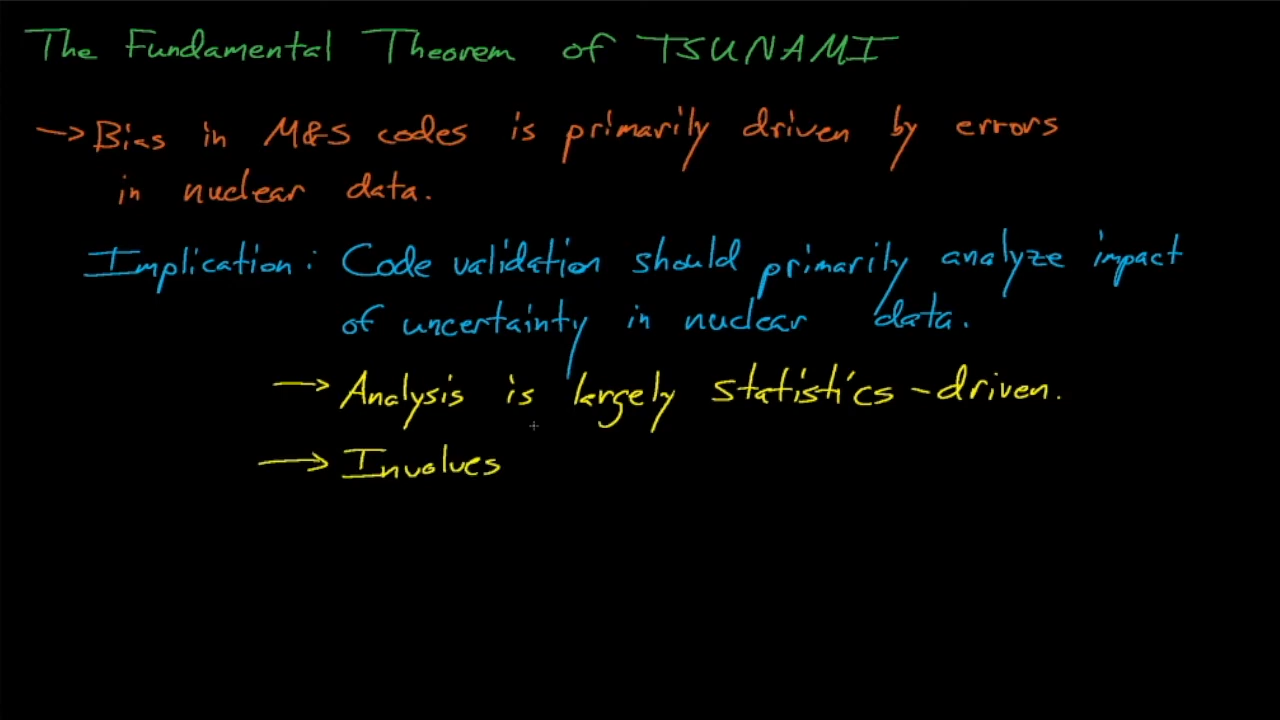 The Fundamental Theorem of TSUNAMI
→ Bias in M&S codes is primarily driven by errors
in nuclear data.
Implication: Code validation should primarily analyze impact
of uncertainty in nuclear data.
→ Analysis is largely statistics-driven.
→ Involves